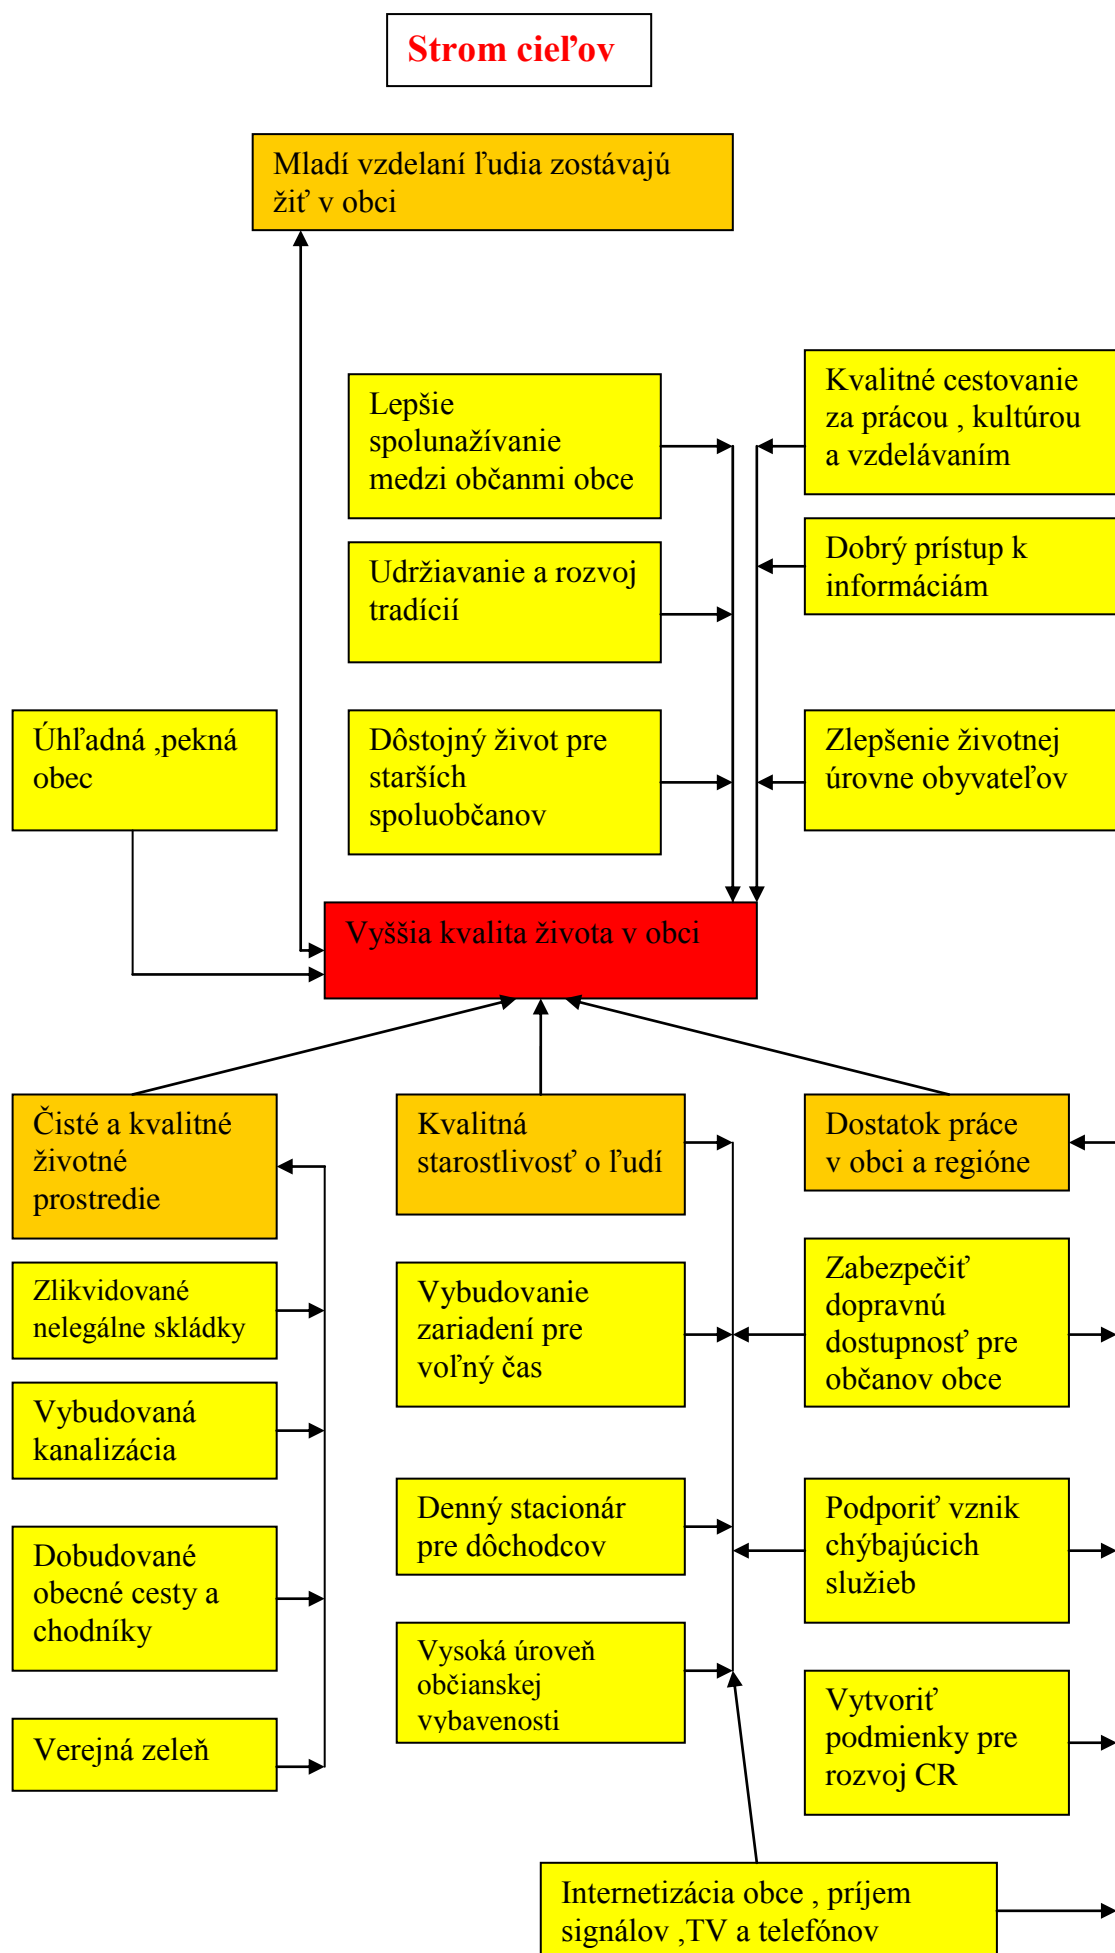 Strom cieľov
Mladí vzdelaní ľudia zostávajú
žiť v obci
Lepšie
spolunažívanie
medzi občanmi obce
Kvalitné cestovanie
za prácou , kultúrou
a vzdelávaním
Udržiavanie a rozvoj
tradícií
Dobrý prístup k
informáciám
Úhľadná ,pekná
obec
Dôstojný život pre
starších
spoluobčanov
Zlepšenie životnej
úrovne obyvateľov
Vyššia kvalita života v obci
Čisté a kvalitné
životné
prostredie
Kvalitná
starostlivosť o ľudí
Dostatok práce
v obci a regióne
Zlikvidované
nelegálne skládky
Vybudovanie
zariadení pre
voľný čas
Zabezpečiť
dopravnú
dostupnosť pre
občanov obce
Vybudovaná
kanalizácia
Denný stacionár
pre dôchodcov
Podporiť vznik
chýbajúcich
služieb
Dobudované
obecné cesty a
chodníky
Vysoká úroveň
občianskej
vybavenosti
Vytvoriť
podmienky pre
rozvoj CR
Verejná zeleň
Internetizácia obce , príjem
signálov ,TV a telefónov